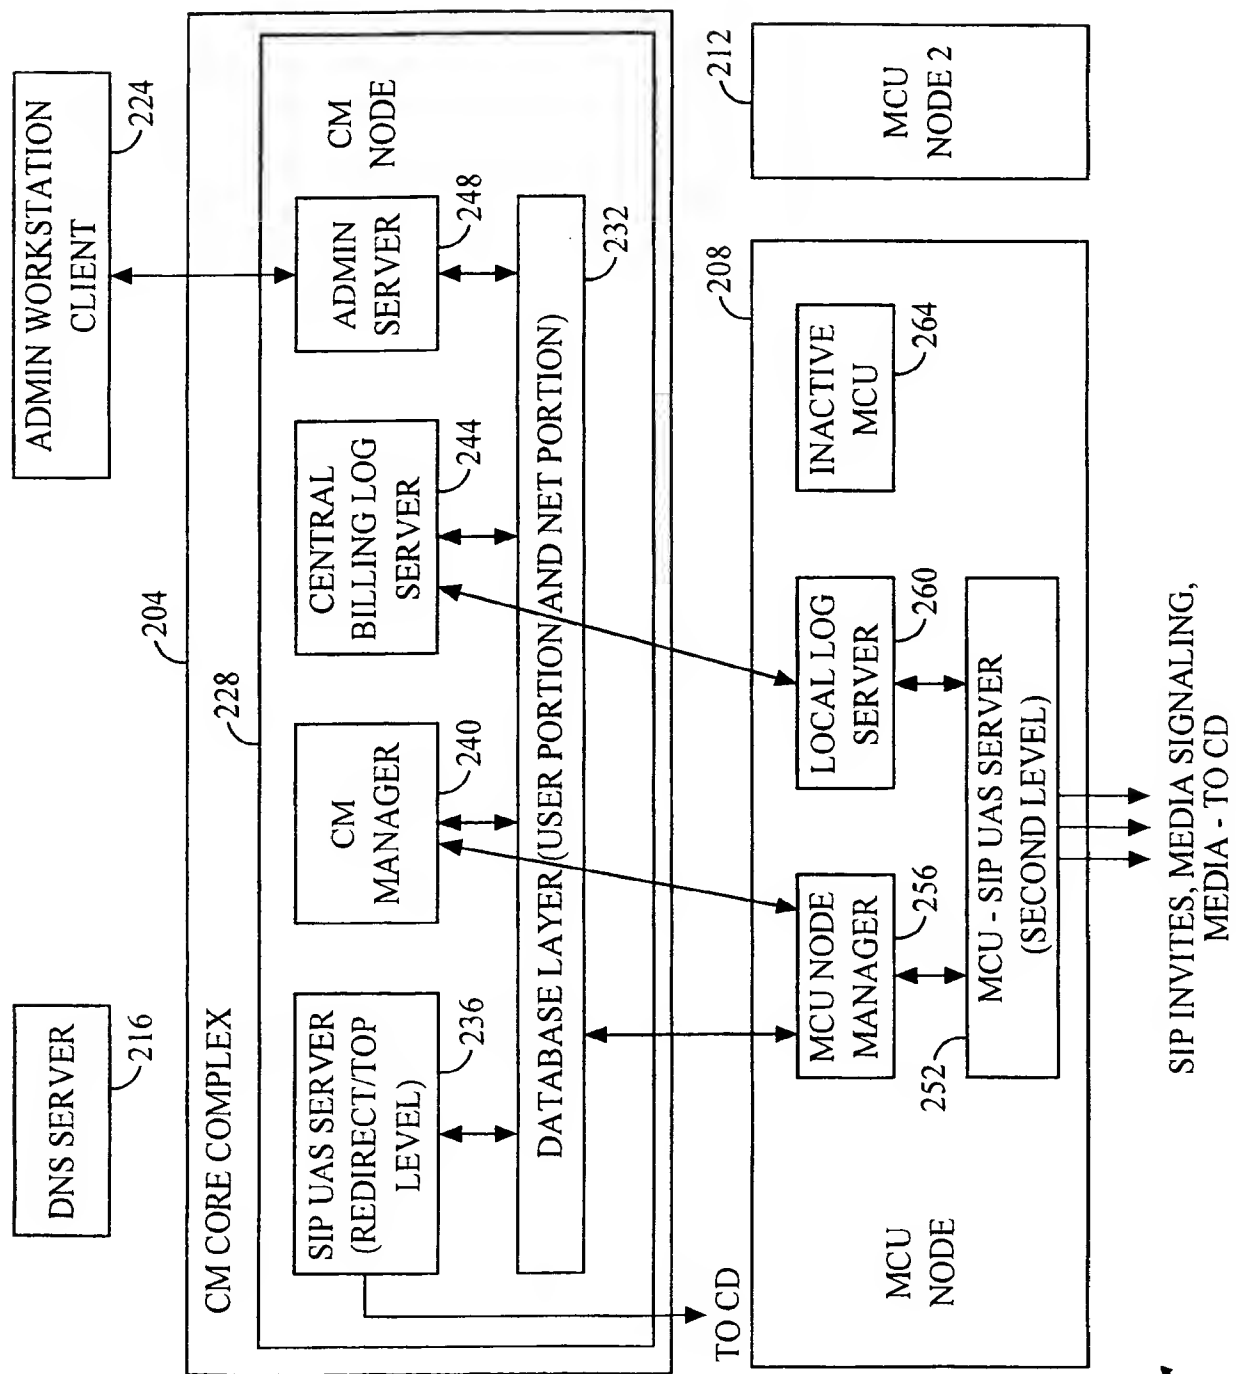 DNS SERVER
216
ADMIN WORKSTATION
CLIENT
224
204
CM CORE COMPLEX
228
SIP UAS SERVER
(REDIRECT/TOP
LEVEL)
236
CM
MANAGER
240
CENTRAL
BILLING LOG
SERVER
244
ADMIN
SERVER
248
CM
NODE
DATABASE LAYER (USER PORTION AND NET PORTION)
232
TO CD
208
212
MCU
NODE
MCU NODE
MANAGER
256
LOCAL LOG
SERVER
260
INACTIVE
MCU
264
MCU
NODE 2
252
MCU - SIP UAS SERVER
(SECOND LEVEL)
SIP INVITES, MEDIA SIGNALING,
MEDIA - TO CD